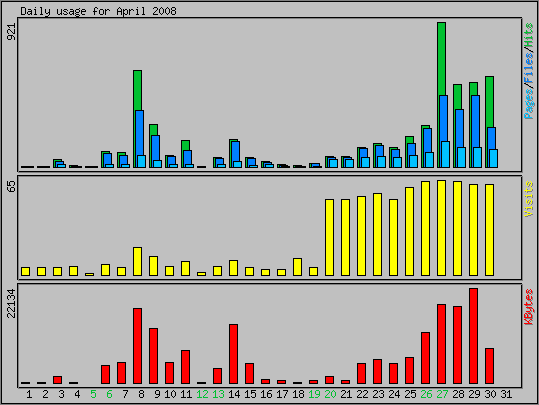 Daily usage for April 2008
921
Pages/Files/Hits
65
Visits
22134
KBytes
1 2 3 4 5 6 7 8 9 10 11 12 13 14 15 16 17 18 19 20 21 22 23 24 25 26 27 28 29 30 31